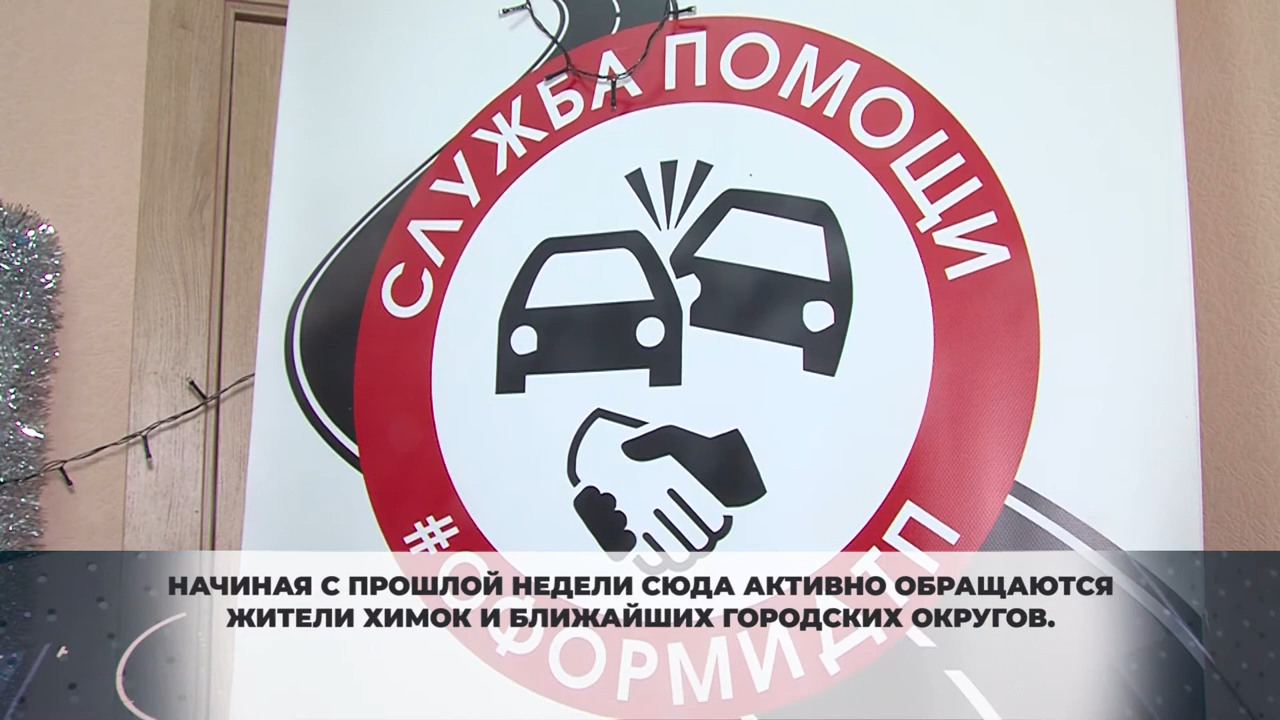 СЛУЖБА ПОМОЩИ
#ОФОРМИДТП
НАЧИНАЯ С ПРОШЛОЙ НЕДЕЛИ СЮДА АКТИВНО ОБРАЩАЮТСЯ
ЖИТЕЛИ ХИМОК И БЛИЖАЙШИХ ГОРОДСКИХ ОКРУГОВ.